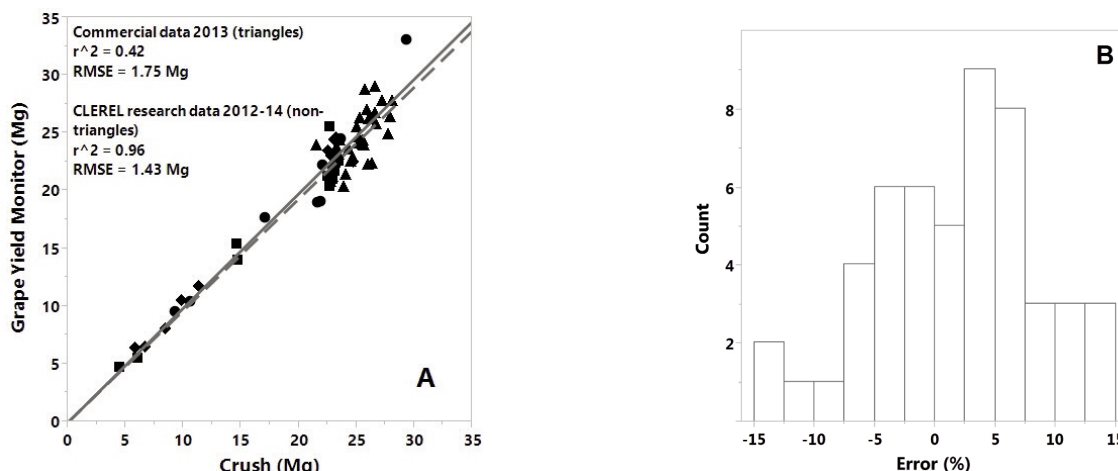 Commercial data 2013 (triangles)
r^2 = 0.42
RMSE = 1.75 Mg
CLEREL research data 2012-14 (non-
triangles)
r^2 = 0.96
RMSE = 1.43 Mg
Grape Yield Monitor (Mg)
35
30
25
20
15
10
5
0
0 5 10 15 20 25 30 35
Crush (Mg)
A
B
Count
8
6
4
2
-15 -10 -5 0 5 10 15
Error (%)